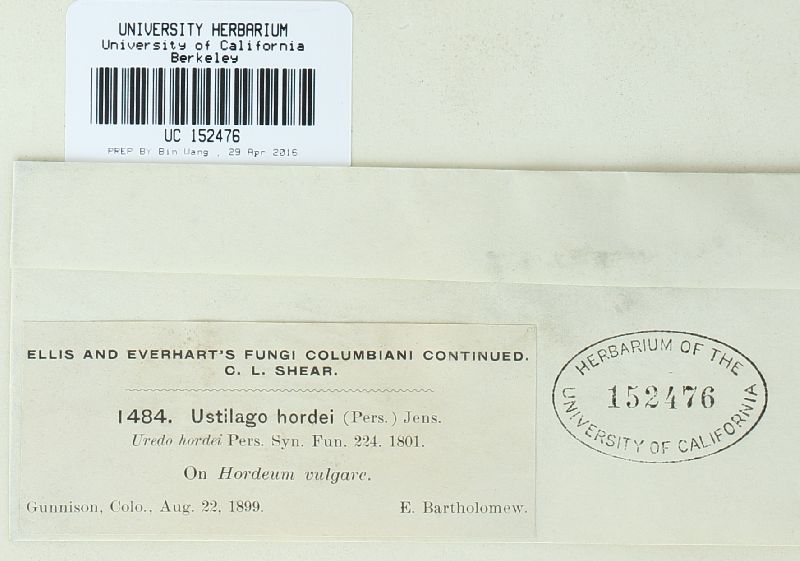 UNIVERSITY HERBARIUM
University of California
Berkeley
UC 152476
PREP BY Bin Wang , 29 Apr 2016
ELLIS AND EVERHART'S FUNGI COLUMBIANI CONTINUED.
C. L. SHEAR.
1484. Ustilago hordei (Pers.) Jens.
Uredo hordei Pers. Syn. Fun. 224. 1801.
On Hordeum vulgare.
Gunnison, Colo., Aug. 22, 1899. E. Bartholomew.
HERBARIUM OF THE
152476
UNIVERSITY OF CALIFORNIA